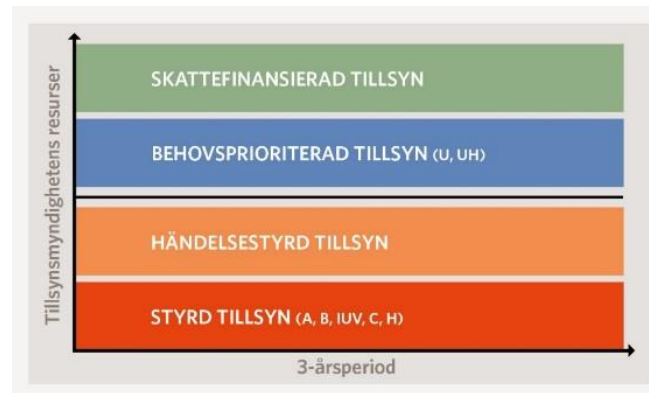 Tillsynsmyndighetens resurser
SKATTEFINANSIERAD TILLSYN
BEHOVSPRIORITERAD TILLSYN (U, UH)
HÄNDELSESTYRD TILLSYN
STYRD TILLSYN (A, B, IUV, C, H)
3-årsperiod